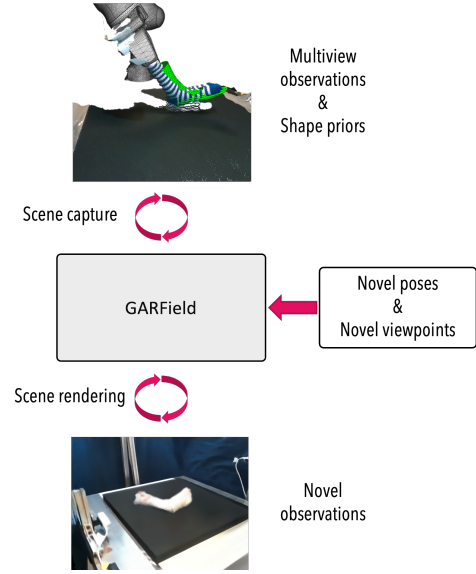 Multiview
observations
&
Shape priors
Scene capture
GARField
Novel poses
&
Novel viewpoints
Scene rendering
Novel
observations